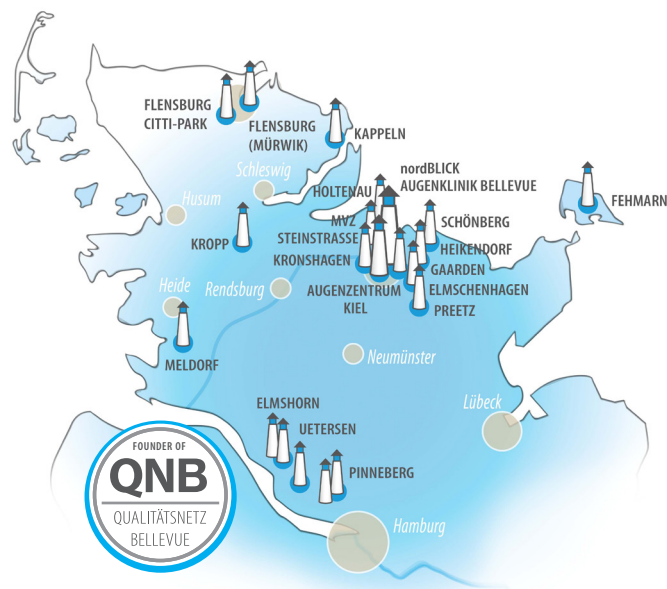 FLENSBURG
CITTI-PARK
FLENSBURG
(MÜRWIK)
KAPPELN
Schleswig
Husum
nordBLICK
AUGENKLINIK BELLEVUE
HOLTENAU
FEHMARN
MVZ
STEINSTRASSE
KRONSHAGEN
SCHÖNBERG
HEIKENDORF
GAARDEN
ELMSCHENHAGEN
PREETZ
KROPP
AUGENZENTRUM
KIEL
Heide
Rendsburg
MELDORF
Neumünster
ELMSHORN
UETERSEN
PINNEBERG
Lübeck
FOUNDER OF
QNB
QUALITÄTSNETZ
BELLEVUE
Hamburg